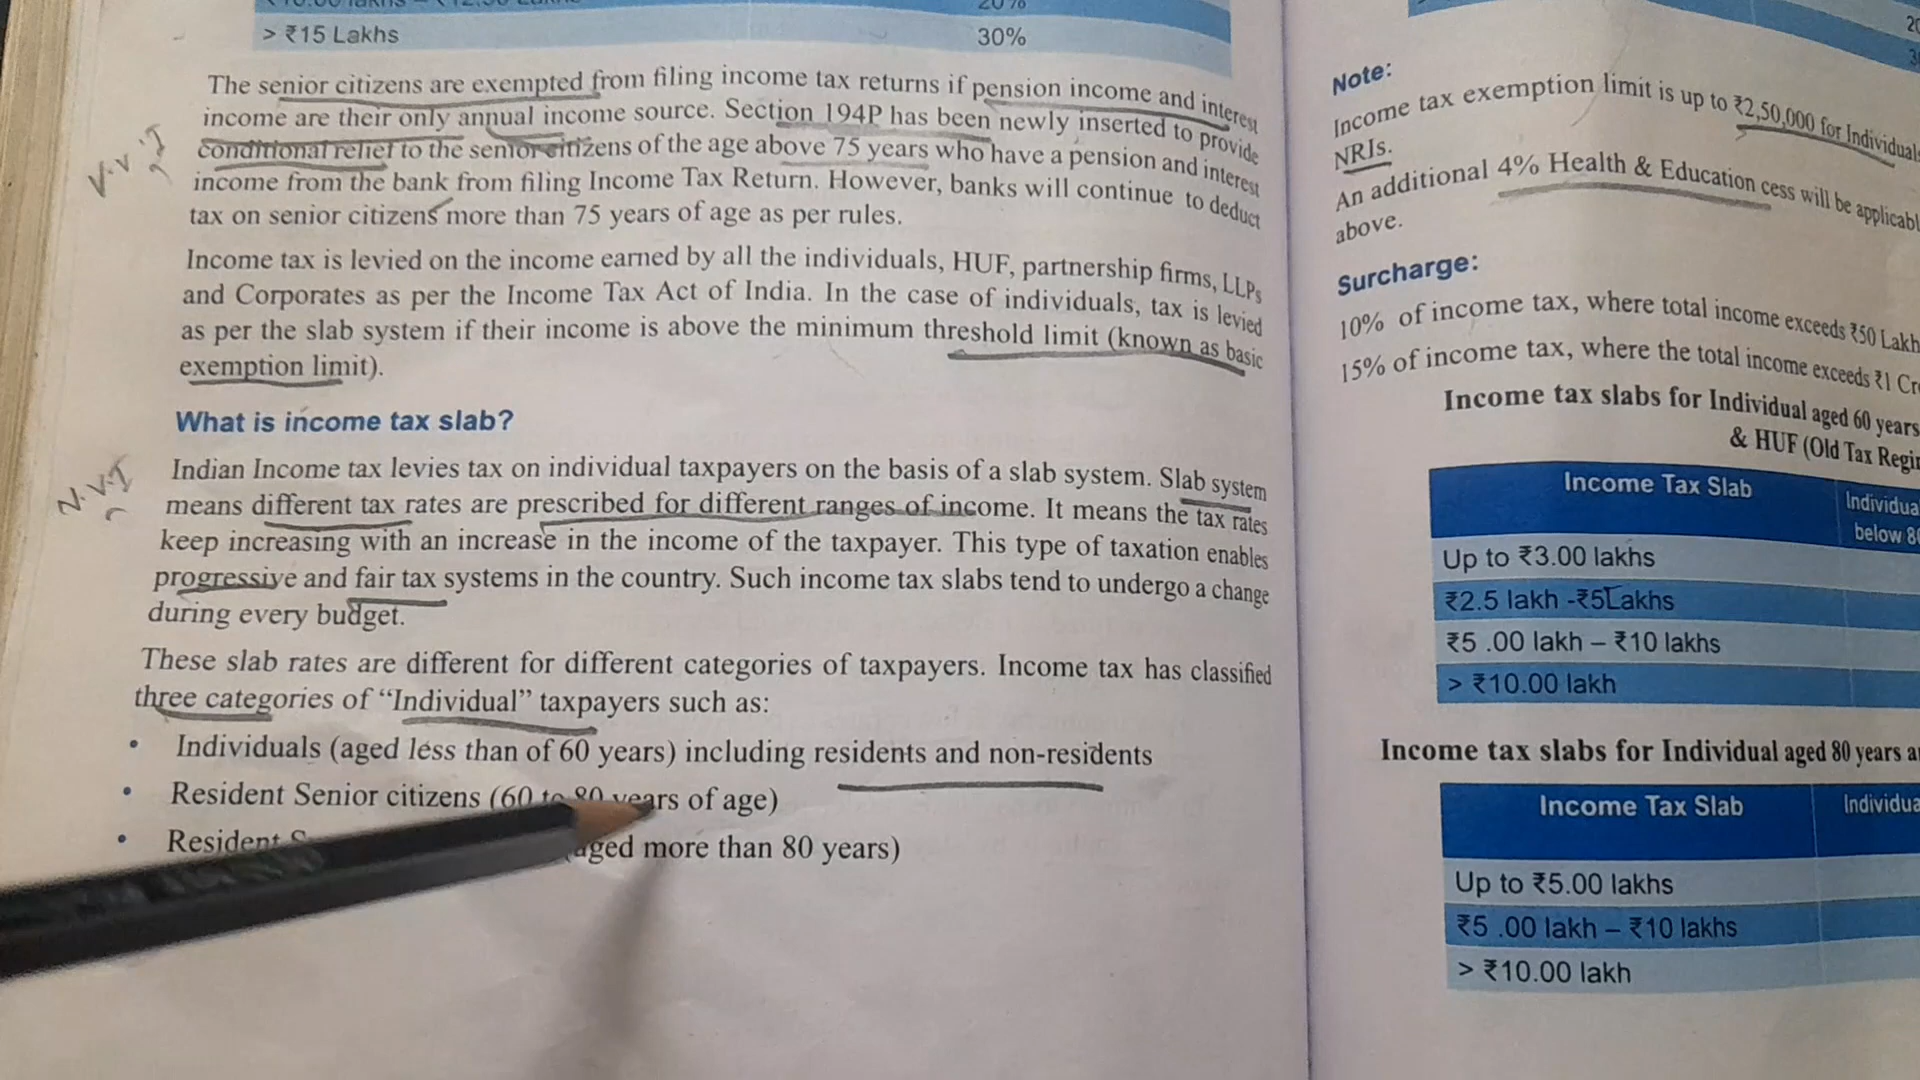 > ₹15 Lakhs 30%
The senior citizens are exempted from filing income tax returns if pension income and interest
income are their only annual income source. Section 194P has been newly inserted to provide
conditional relief to the senior citizens of the age above 75 years who have a pension and interest
income from the bank from filing Income Tax Return. However, banks will continue to deduct
tax on senior citizens more than 75 years of age as per rules.
Income tax is levied on the income earned by all the individuals, HUF, partnership firms, LLPs
and Corporates as per the Income Tax Act of India. In the case of individuals, tax is levied
as per the slab system if their income is above the minimum threshold limit (known as basic
exemption limit).
What is income tax slab?
Indian Income tax levies tax on individual taxpayers on the basis of a slab system. Slab system
means different tax rates are prescribed for different ranges of income. It means the tax rates
keep increasing with an increase in the income of the taxpayer. This type of taxation enables
progressive and fair tax systems in the country. Such income tax slabs tend to undergo a change
during every budget.
These slab rates are different for different categories of taxpayers. Income tax has classified
three categories of “Individual” taxpayers such as:
• Individuals (aged less than of 60 years) including residents and non-residents
• Resident Senior citizens (60 to 80 years of age)
• Resident (aged more than 80 years)
Note:
Income tax exemption limit is up to ₹2,50,000 for Individual
NRIs.
An additional 4% Health & Education cess will be
above.
Surcharge:
10% of income tax, where total income exceeds ₹50
15% of income tax, where the total income exceeds ₹1
Income tax slabs for Individual aged 60 years
& HUF (Old Tax
Income Tax Slab
below
Up to ₹3.00 lakhs
₹2.5 lakh -₹5Lakhs
₹5 .00 lakh – ₹10 lakhs
> ₹10.00 lakh
Income tax slabs for Individual aged 80 years
Income Tax Slab
Up to ₹5.00 lakhs
₹5 .00 lakh – ₹10 lakhs
> ₹10.00 lakh